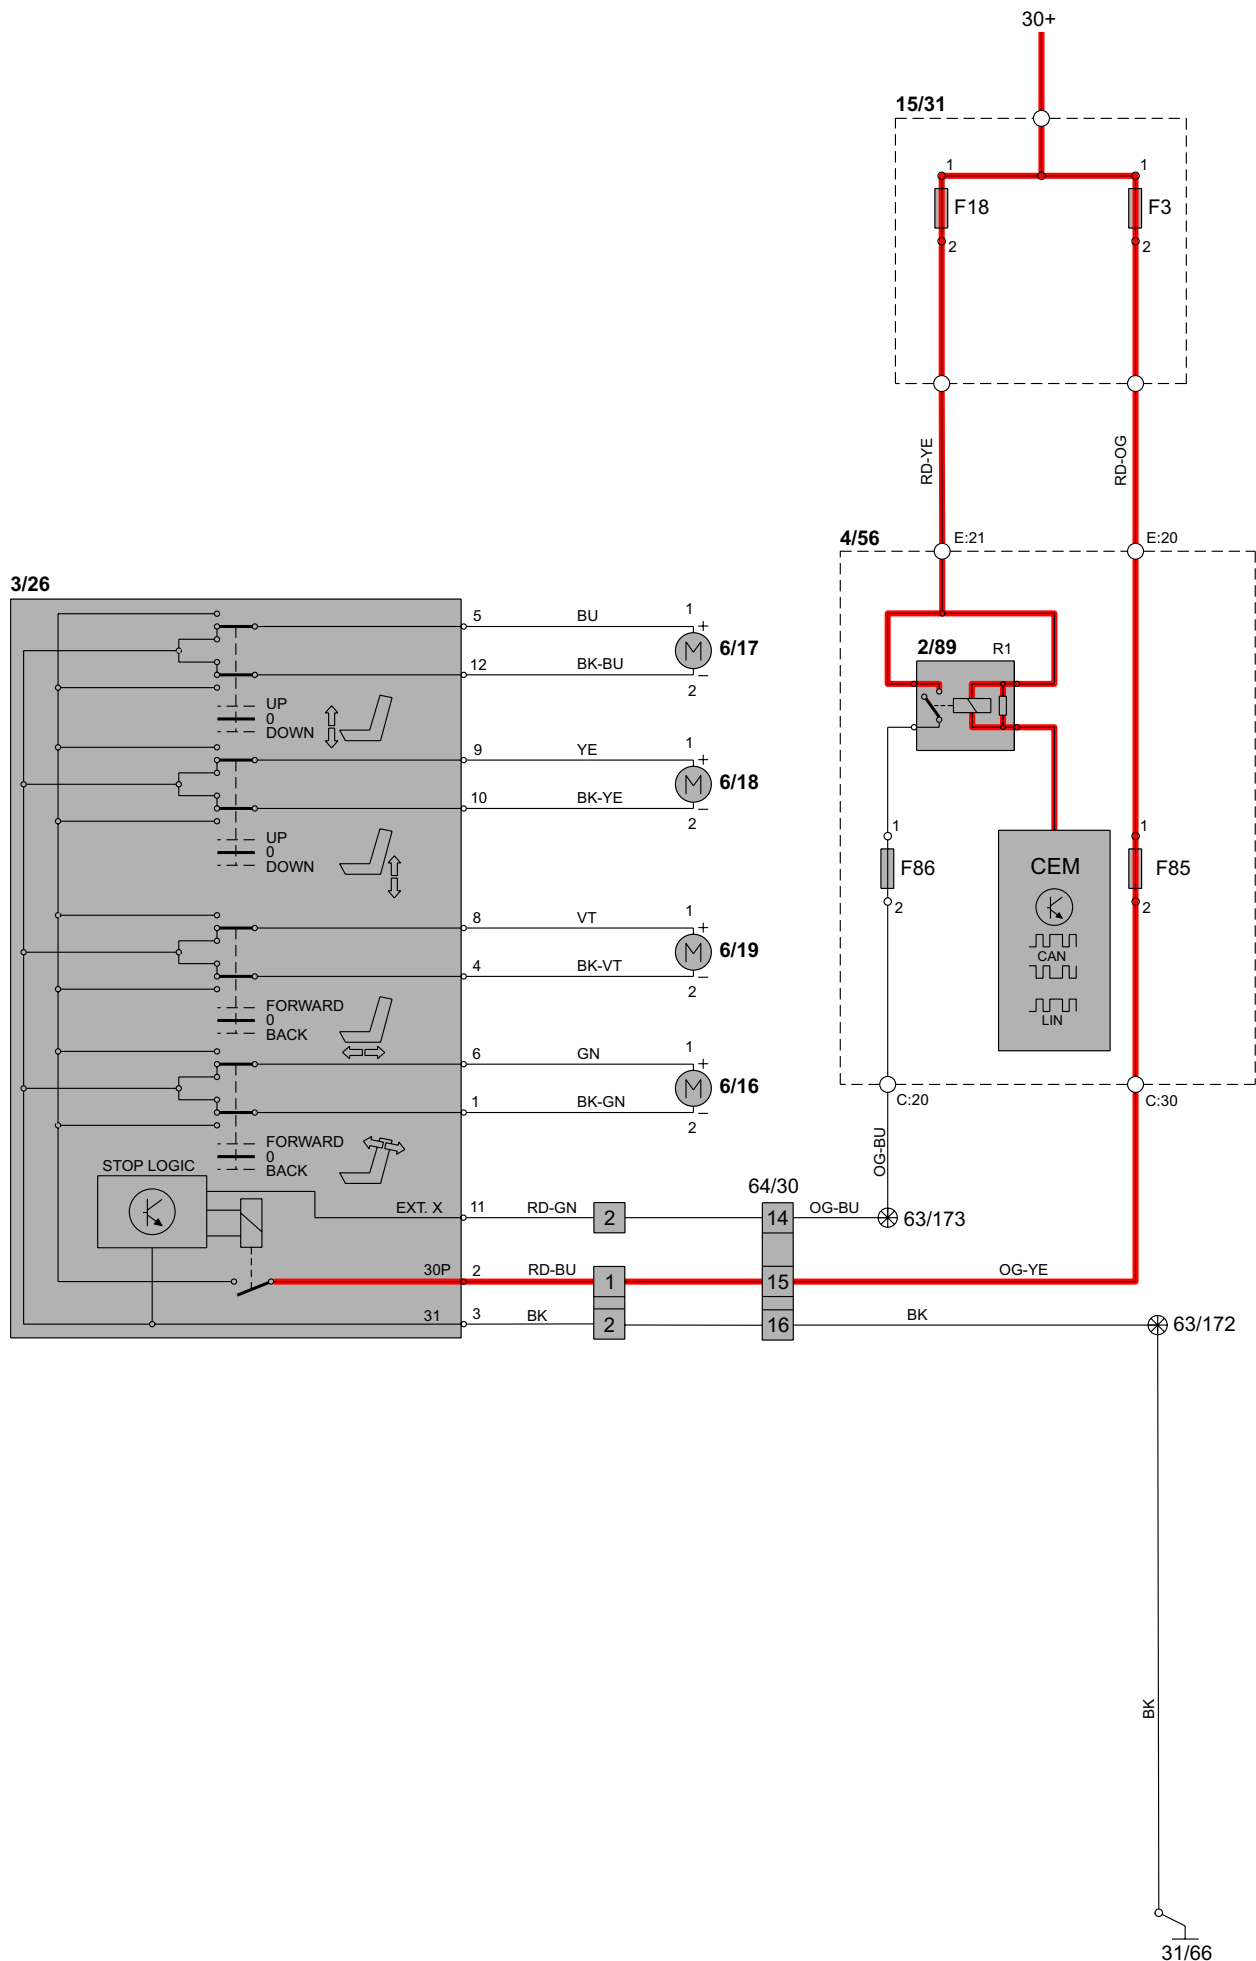 30+
15/31
1
1
F18
F3
2
2
RD-YE
RD-OG
4/56
E:21
E:20
3/26
5
BU
1
+
M
6/17
12
BK-BU
−
2
2/89
R1
UP
0
DOWN
9
YE
1
+
M
6/18
10
BK-YE
−
2
UP
0
DOWN
1
F86
2
CEM
CAN
LIN
1
F85
2
8
VT
1
+
M
6/19
4
BK-VT
−
2
FORWARD
0
BACK
6
GN
1
+
M
6/16
1
BK-GN
−
2
C:20
C:30
FORWARD
0
BACK
OG-BU
STOP LOGIC
64/30
EXT. X
11
RD-GN
2
14
OG-BU
63/173
30P
2
RD-BU
1
15
OG-YE
31
3
BK
2
16
BK
63/172
BK
31/66